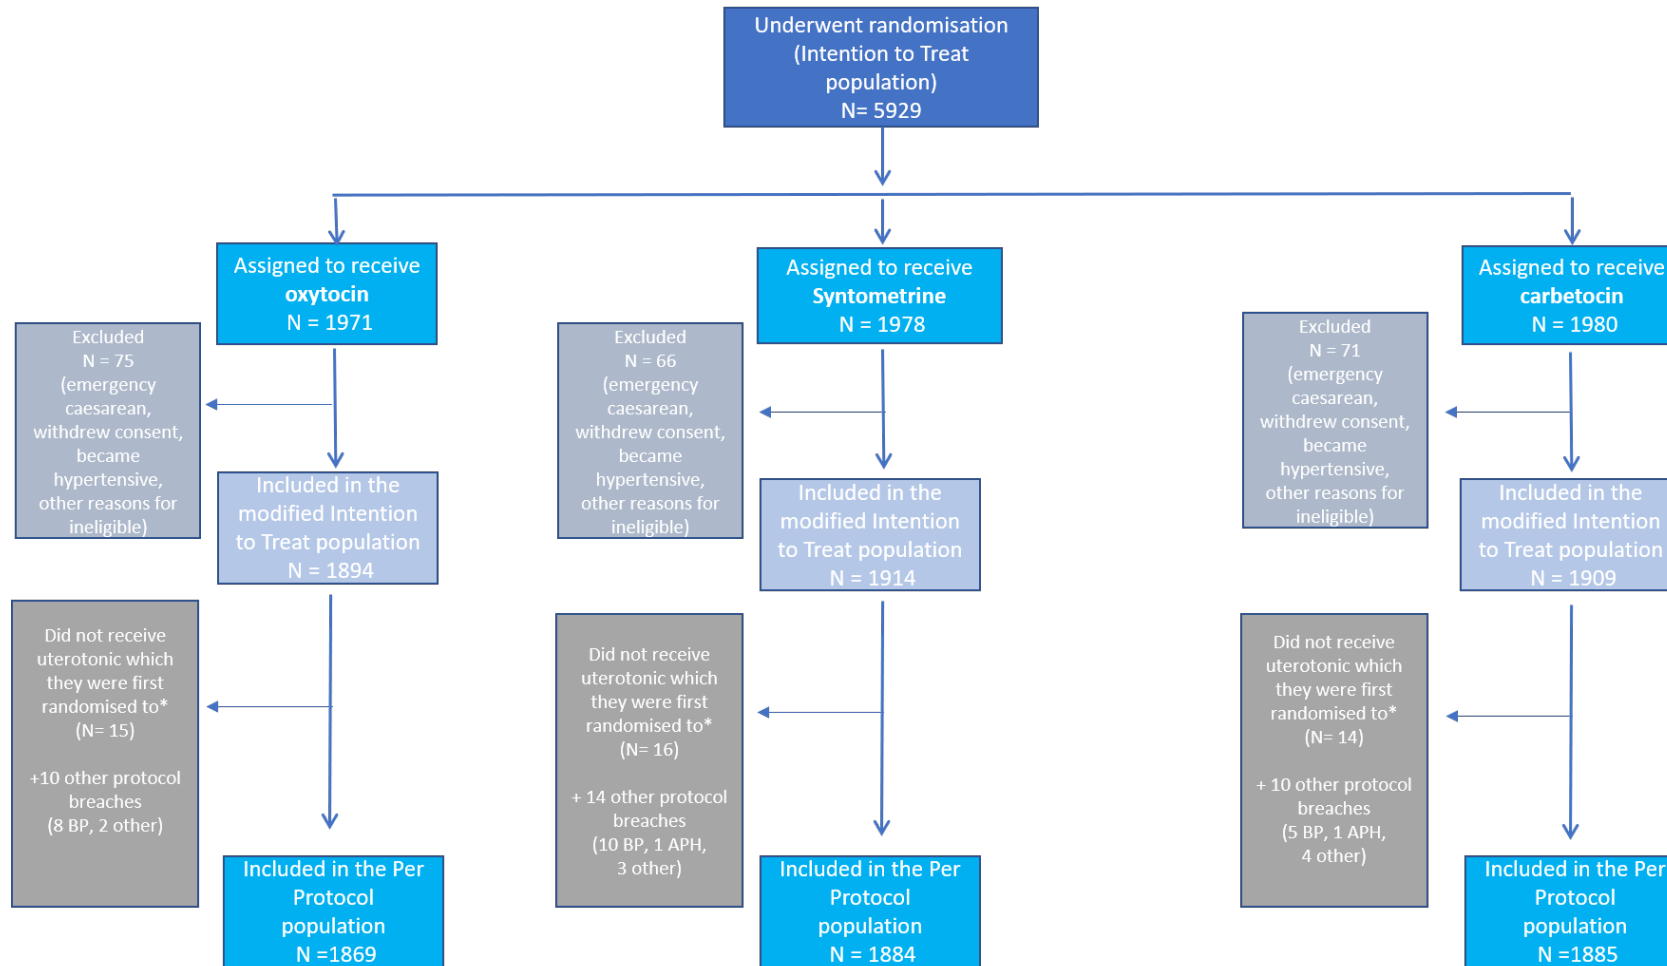 Underwent randomisation
(Intention to Treat
population)
N= 5929
Assigned to receive
oxytocin
N = 1971
Assigned to receive
Syntometrine
N = 1978
Assigned to receive
carbetocin
N = 1980
Excluded
N = 75
(emergency
caesarean,
withdrew consent,
became
hypertensive,
other reasons for
ineligible)
Excluded
N = 66
(emergency
caesarean,
withdrew consent,
became
hypertensive,
other reasons for
ineligible)
Excluded
N = 71
(emergency
caesarean,
withdrew consent,
became
hypertensive,
other reasons for
ineligible)
Included in the
modified Intention
to Treat population
N = 1894
Included in the
modified Intention
to Treat population
N = 1914
Included in the
modified Intention
to Treat population
N = 1909
Did not receive
uterotonic which
they were first
randomised to*
(N= 15)
+10 other protocol
breaches
(8 BP, 2 other)
Did not receive
uterotonic which
they were first
randomised to*
(N= 16)
+ 14 other protocol
breaches
(10 BP, 1 APH,
3 other)
Did not receive
uterotonic which
they were first
randomised to*
(N= 14)
+ 10 other protocol
breaches
(5 BP, 1 APH,
4 other)
Included in the Per
Protocol
population
N =1869
Included in the Per
Protocol
population
N = 1884
Included in the Per
Protocol
population
N =1885